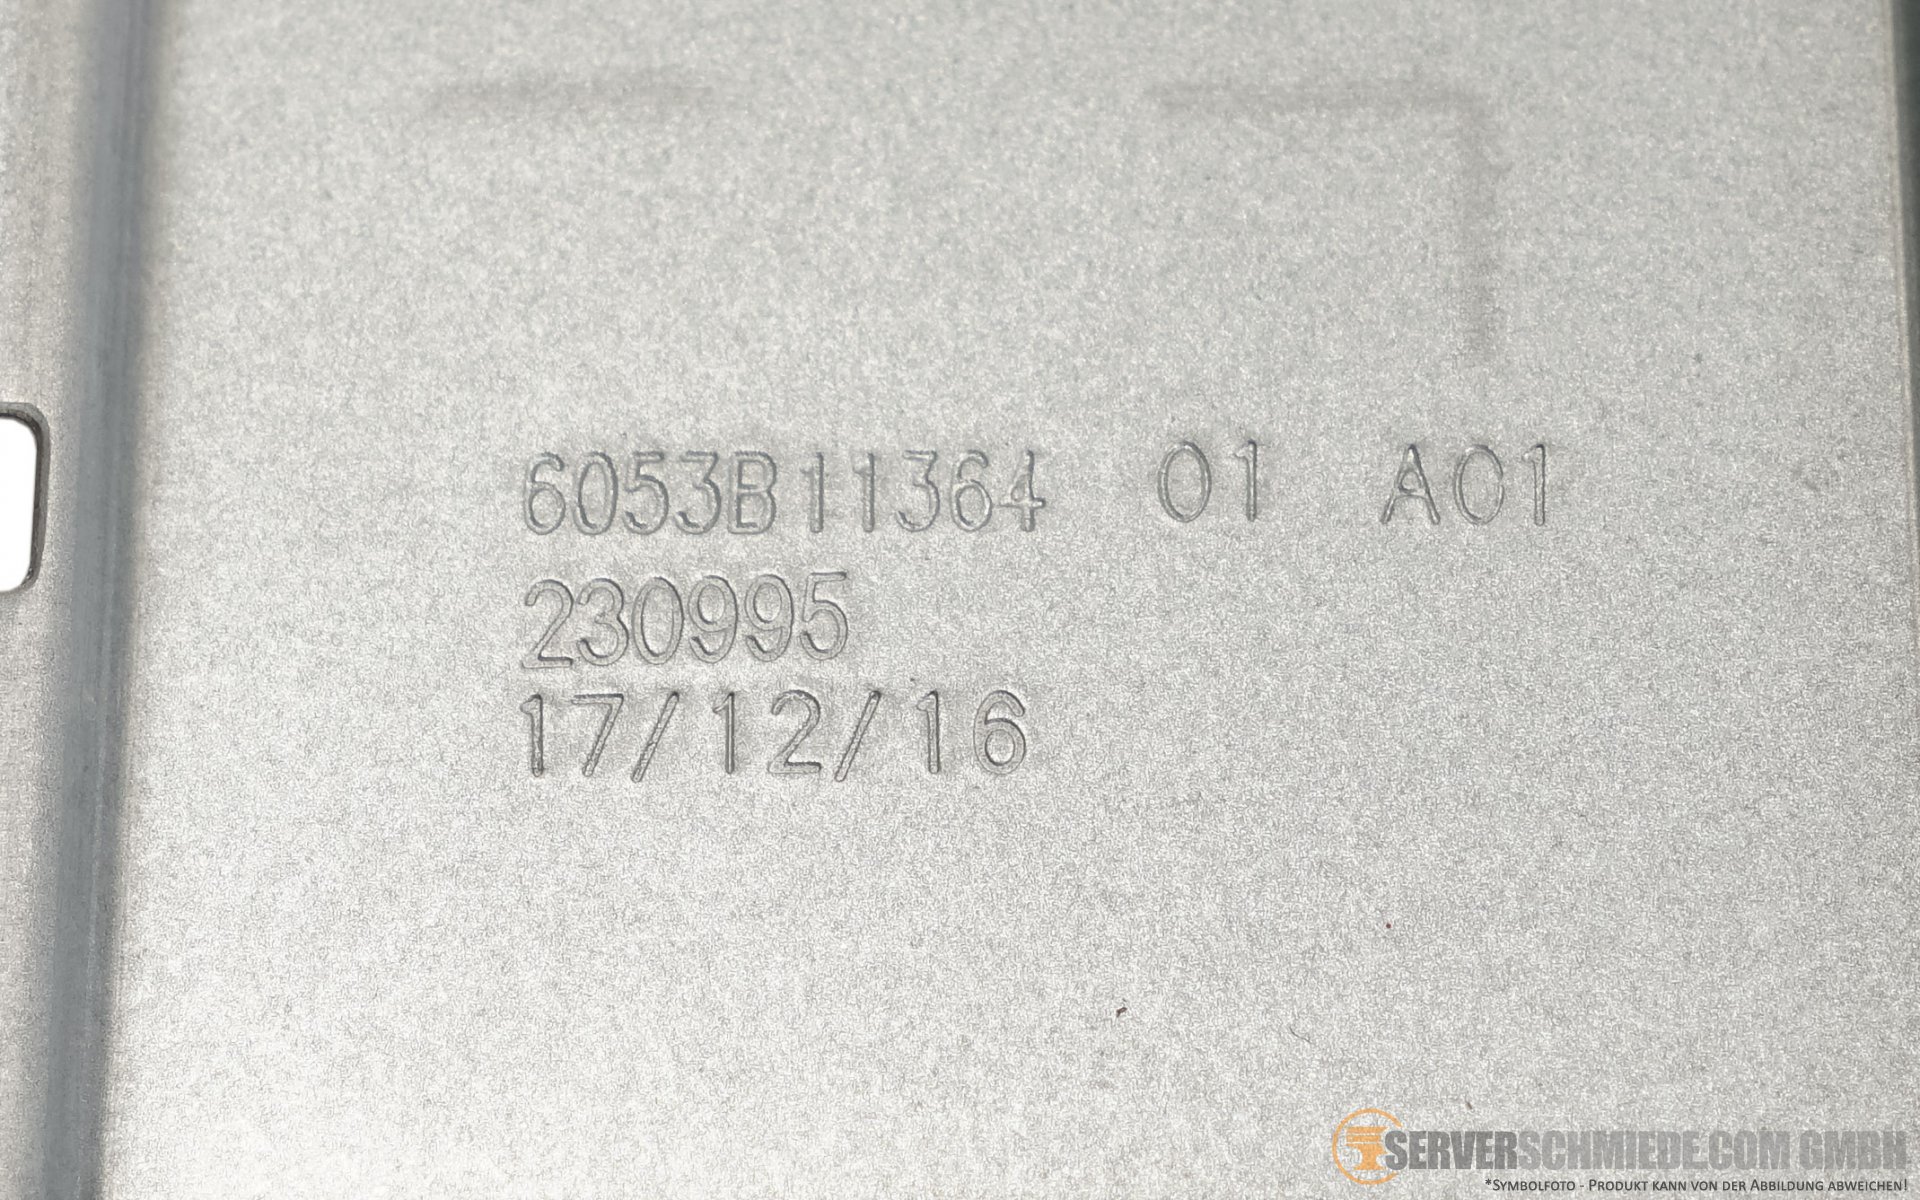 6053B11364 01 A01
230995
17/12/16
SERVERSCHMIEDE.COM GMBH
*Symbolfoto - Produkt kann von der Abbildung abweichen!